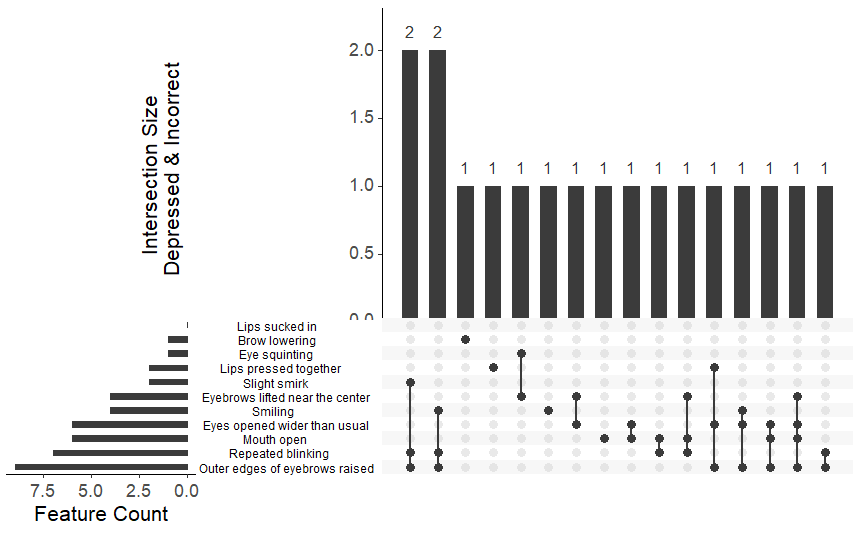 2 2
2.0
1.5
1 1 1 1 1 1 1 1 1 1 1 1 1 1
1.0
0.5
0.0
Intersection Size
Depressed & Incorrect
Lips sucked in
Brow lowering
Eye squinting
Lips pressed together
Slight smirk
Eyebrows lifted near the center
Smiling
Eyes opened wider than usual
Mouth open
Repeated blinking
Outer edges of eyebrows raised
7.5 5.0 2.5 0.0
Feature Count